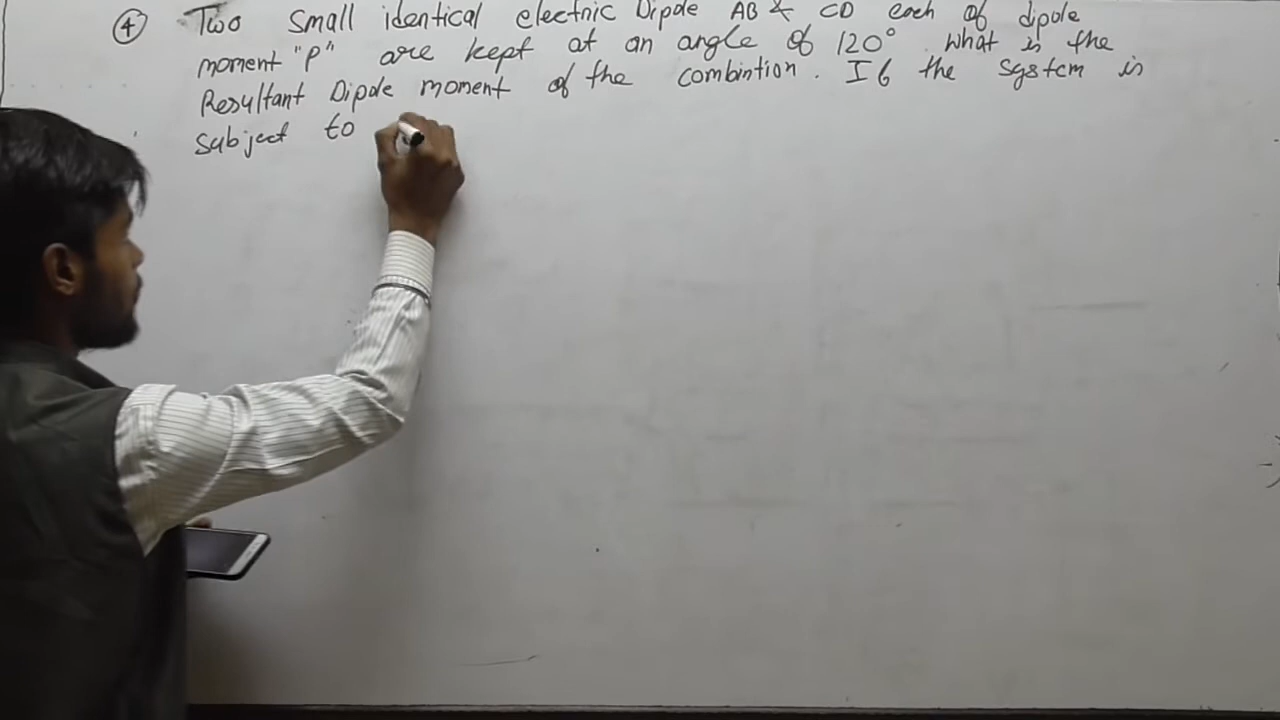 ④ Two small identical electric Dipole AB & CD each of dipole
moment "P" are kept at an angle of 120° what is the
Resultant Dipole moment of the combintion. If the system is
subject to